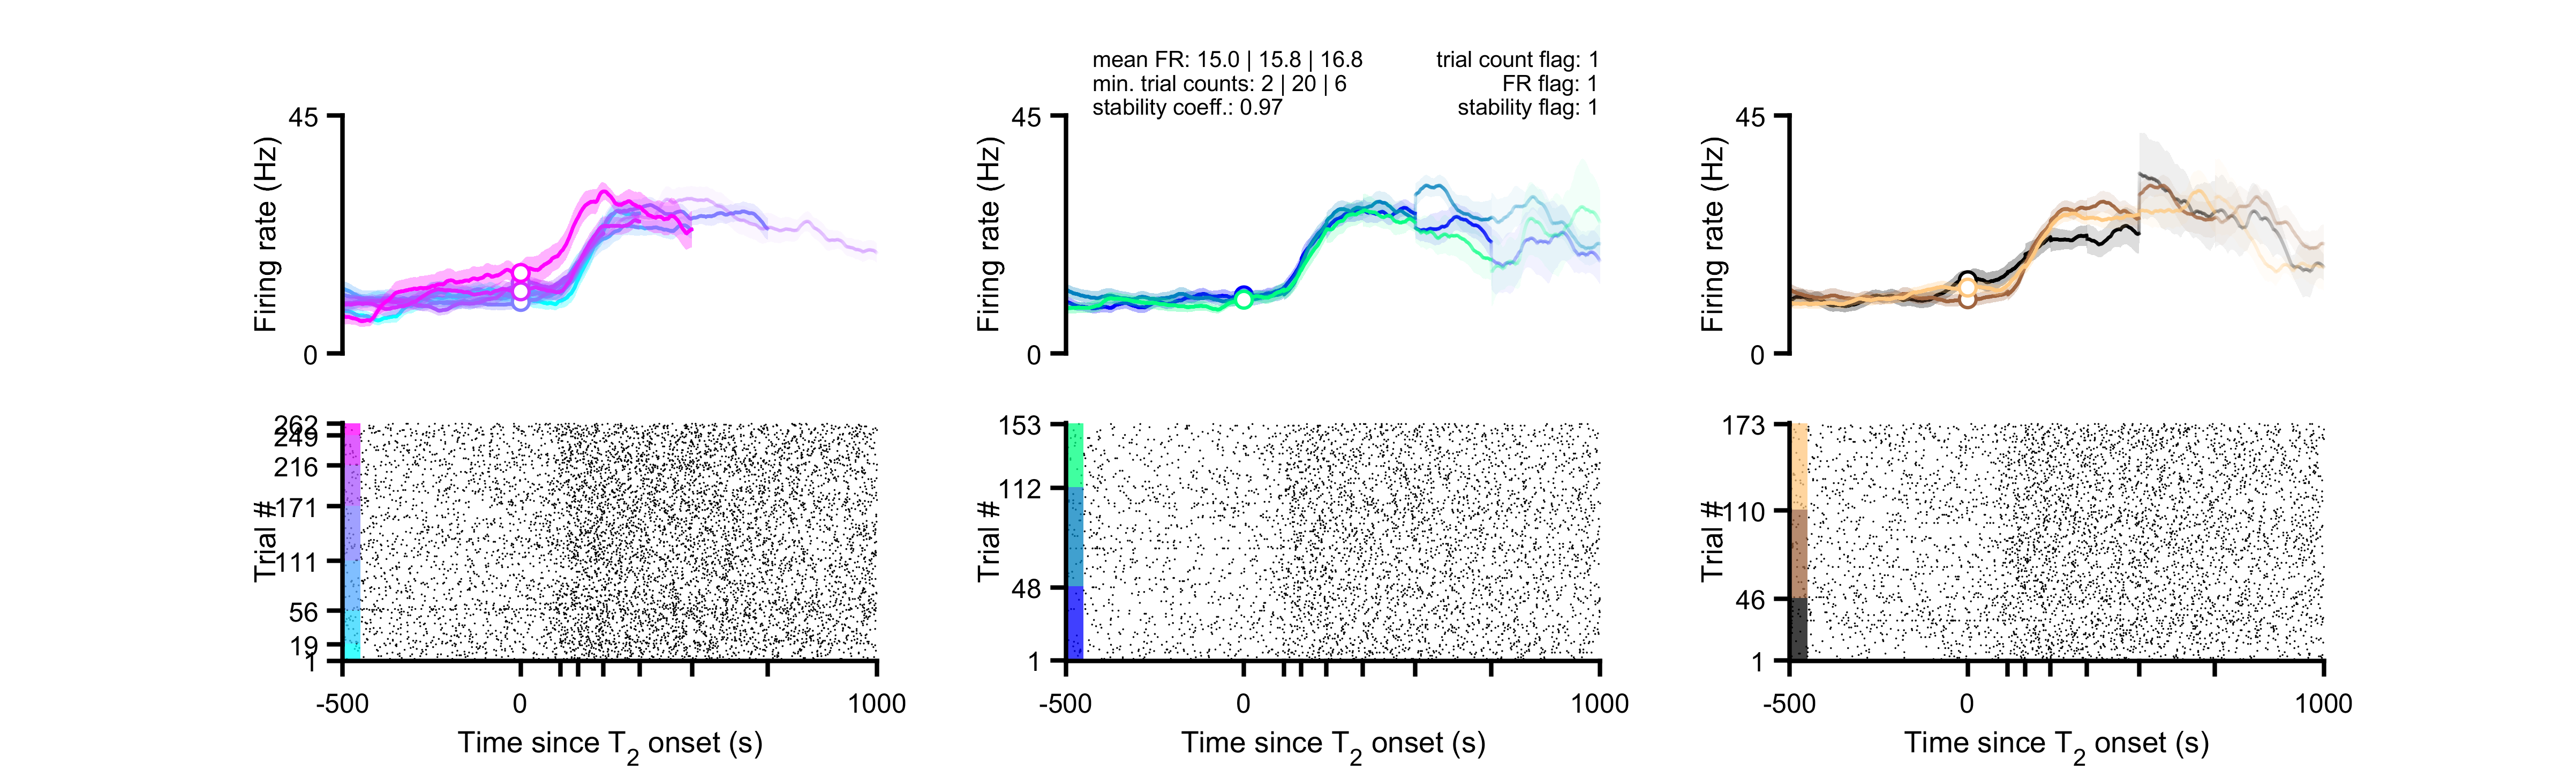 mean FR: 15.0 | 15.8 | 16.8
min. trial counts: 2 | 20 | 6
stability coeff.: 0.97
trial count flag: 1
FR flag: 1
stability flag: 1
45
Firing rate (Hz)
0
45
Firing rate (Hz)
0
45
Firing rate (Hz)
0
262
249
216
171
111
56
19
1
Trial #
-500
0
1000
Time since T2 onset (s)
153
112
48
1
Trial #
-500
0
1000
Time since T2 onset (s)
173
110
46
1
Trial #
-500
0
1000
Time since T2 onset (s)